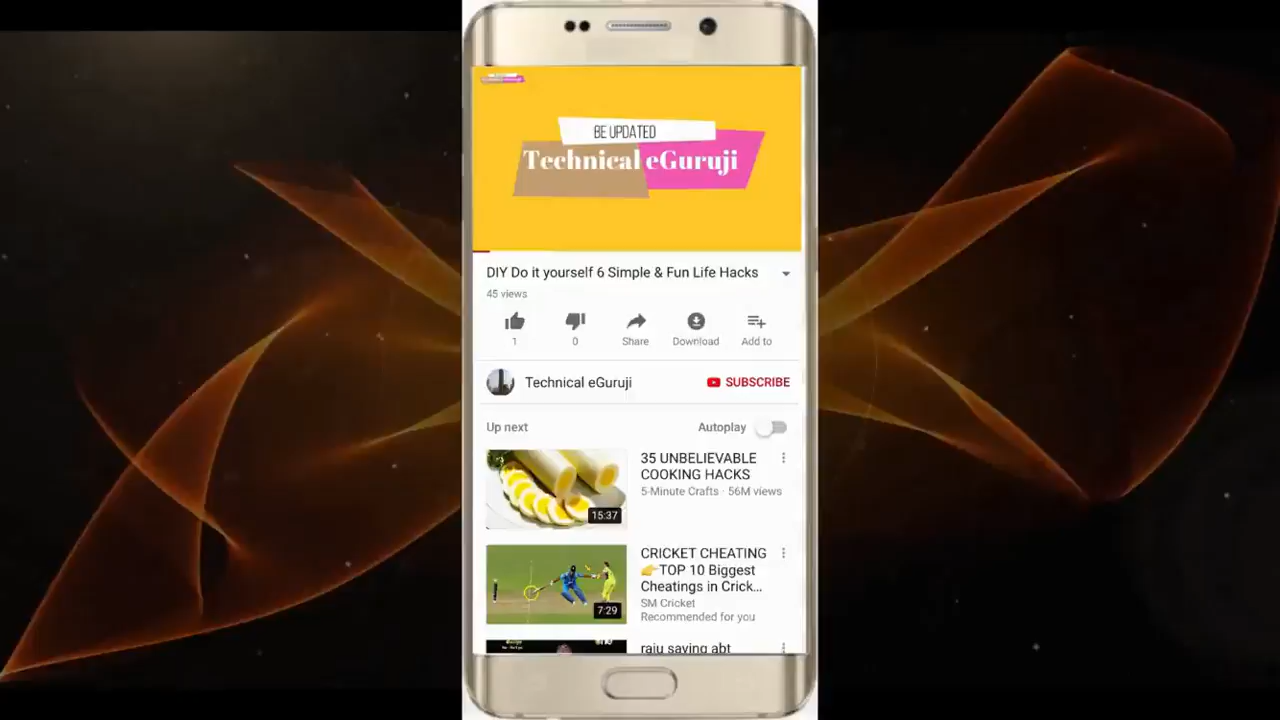 BE UPDATED
Technical eGuruji
DIY Do it yourself 6 Simple & Fun Life Hacks
45 views
1
0
Share
Download
Add to
Technical eGuruji
SUBSCRIBE
Up next
Autoplay
35 UNBELIEVABLE
COOKING HACKS
5-Minute Crafts · 56M views
15:37
CRICKET CHEATING
👉TOP 10 Biggest
Cheatings in Crick...
SM Cricket
Recommended for you
7:29
raju saying abt